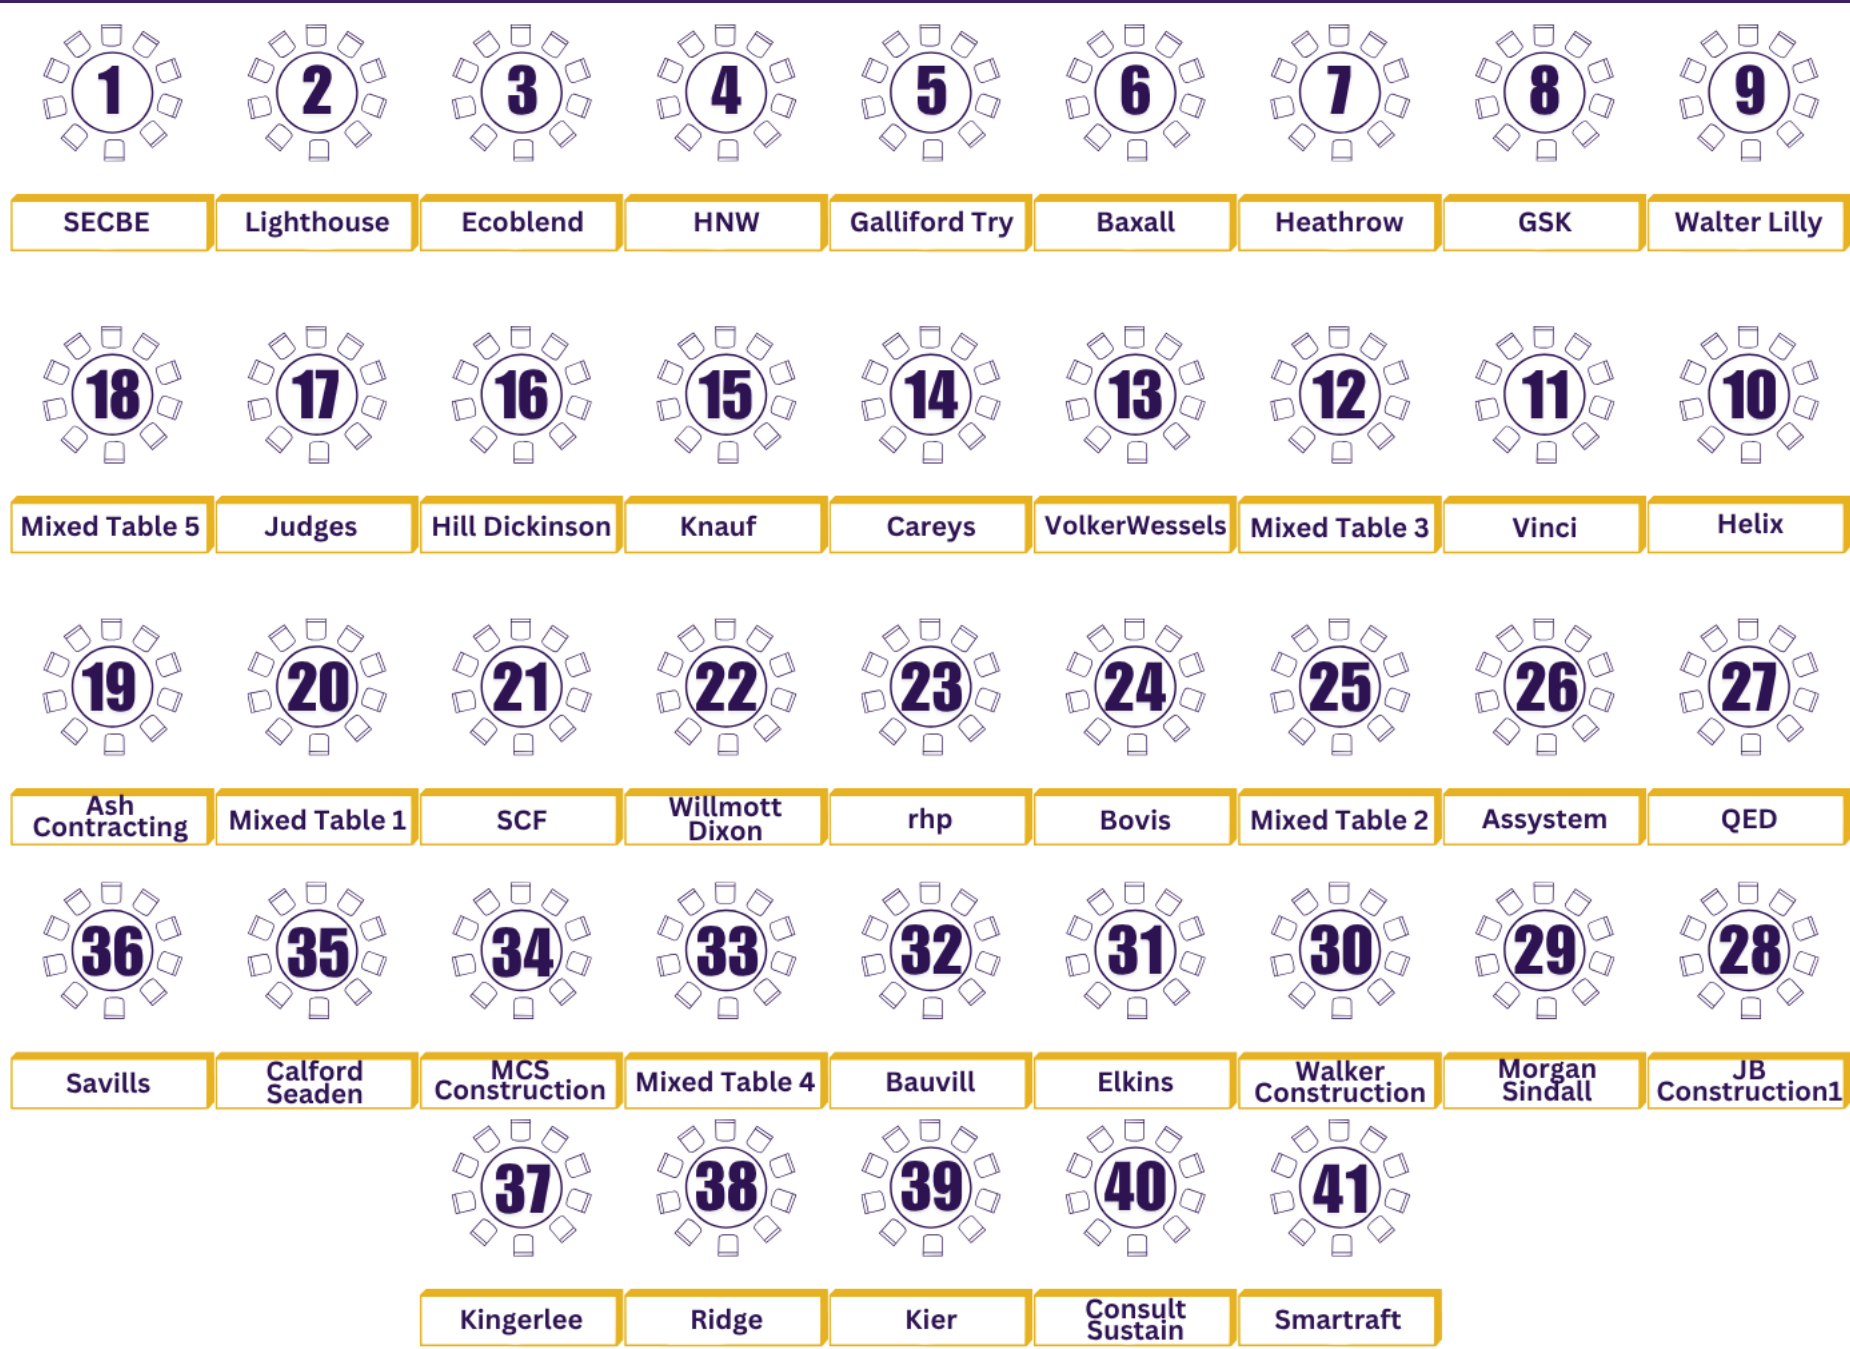 1 2 3 4 5 6 7 8 9
SECBE Lighthouse Ecoblend HNW Galliford Try Baxall Heathrow GSK Walter Lilly
18 17 16 15 14 13 12 11 10
Mixed Table 5 Judges Hill Dickinson Knauf Careys VolkerWessels Mixed Table 3 Vinci Helix
19 20 21 22 23 24 25 26 27
Ash
Contracting
Mixed Table 1
SCF
Willmott
Dixon
rhp
Bovis
Mixed Table 2
Assystem
QED
36 35 34 33 32 31 30 29 28
Savills
Calford
Seaden
MCS
Construction
Mixed Table 4
Bauvill
Elkins
Walker
Construction
Morgan
Sindall
JB
Construction1
37 38 39 40 41
Kingerlee
Ridge
Kier
Consult
Sustain
Smartraft